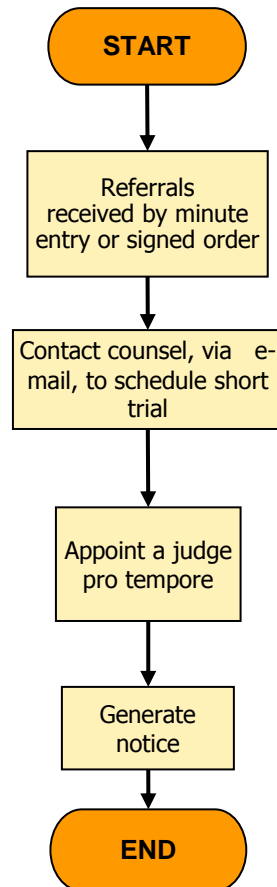 START
Referrals
received by minute
entry or signed order
Contact counsel, via e-
mail, to schedule short
trial
Appoint a judge
pro tempore
Generate
notice
END